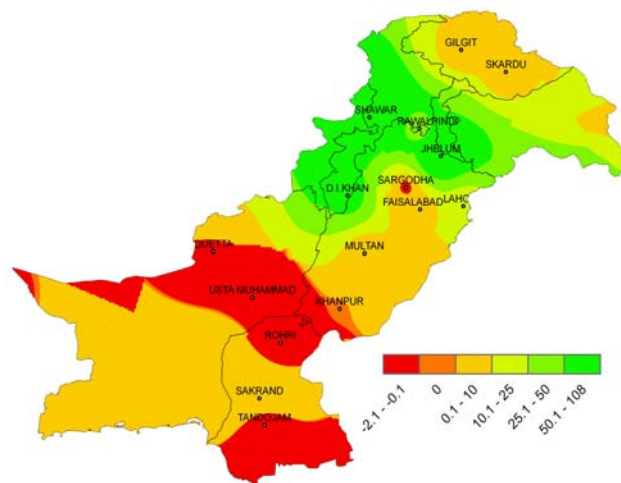 GILGIT
SKARDU
SHAWAR
RAWALPINDI
JHELUM
SARGODHA
D.I.KHAN
FAISALABAD
LAHO
MULTAN
QUETTA
USTA MUHAMMAD
KHANPUR
ROHRI
SAKRAND
TANDOJAM
-2.1 - -0.1
0
0.1 - 10
10.1 - 25
25.1 - 50
50.1 - 108